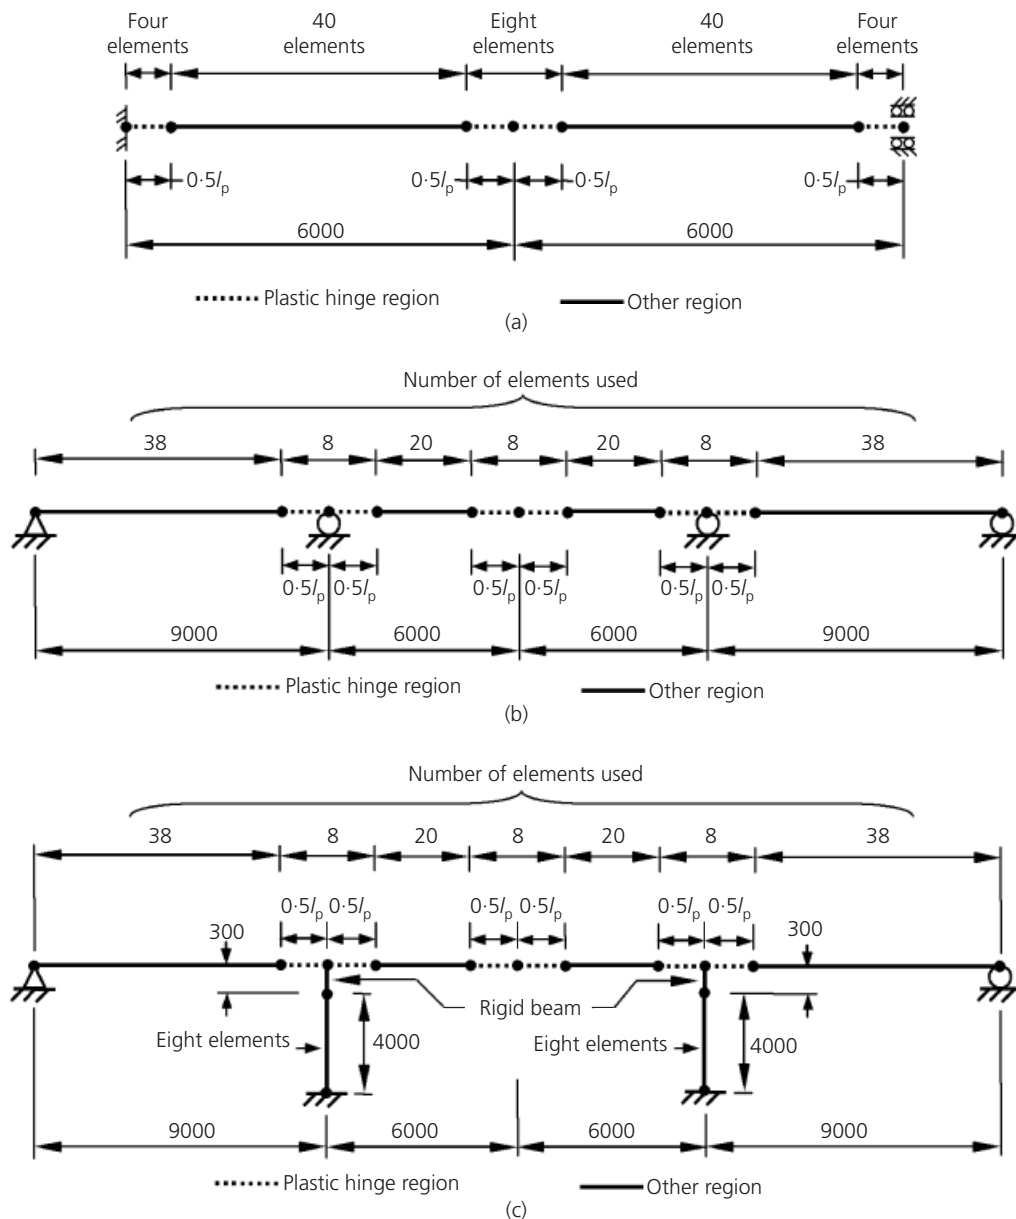 Four elements
40 elements
Eight elements
40 elements
Four elements
0·5lp 0·5lp 0·5lp 0·5lp
6000 6000
Plastic hinge region Other region
(a)
Number of elements used
38 8 20 8 20 8 38
0·5lp 0·5lp 0·5lp 0·5lp 0·5lp 0·5lp
9000 6000 6000 9000
Plastic hinge region Other region
(b)
Number of elements used
38 8 20 8 20 8 38
0·5lp 0·5lp 0·5lp 0·5lp 0·5lp 0·5lp
300 300
Rigid beam
Eight elements 4000 Eight elements 4000
9000 6000 6000 9000
Plastic hinge region Other region
(c)